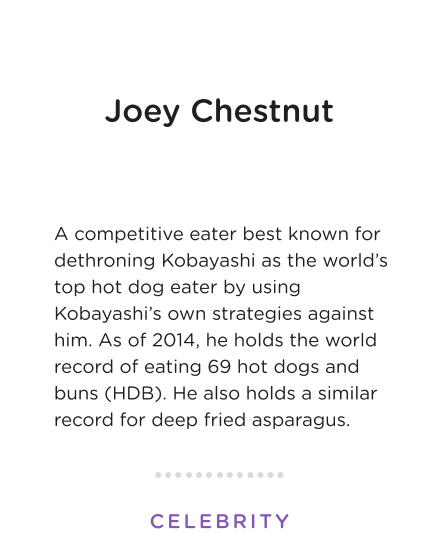 Joey Chestnut
A competitive eater best known for
dethroning Kobayashi as the world’s
top hot dog eater by using
Kobayashi’s own strategies against
him. As of 2014, he holds the world
record of eating 69 hot dogs and
buns (HDB). He also holds a similar
record for deep fried asparagus.
CELEBRITY